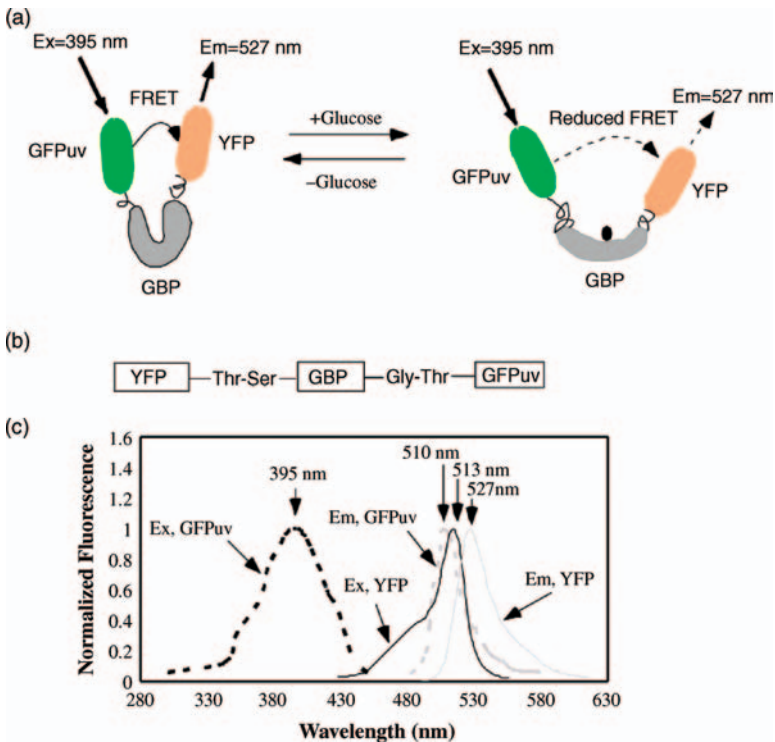 (a)
Ex=395 nm
Em=527 nm
FRET
GFPuv
YFP
GBP
+Glucose
–Glucose
Ex=395 nm
Reduced FRET
Em=527 nm
GFPuv
YFP
GBP
(b)
YFP Thr-Ser GBP Gly-Thr GFPuv
(c)
Normalized Fluorescence
1.6
1.4
1.2
1
0.8
0.6
0.4
0.2
0
395 nm
510 nm
513 nm
527nm
Ex, GFPuv
Em, GFPuv
Ex, YFP
Em, YFP
280 330 380 430 480 530 580 630
Wavelength (nm)